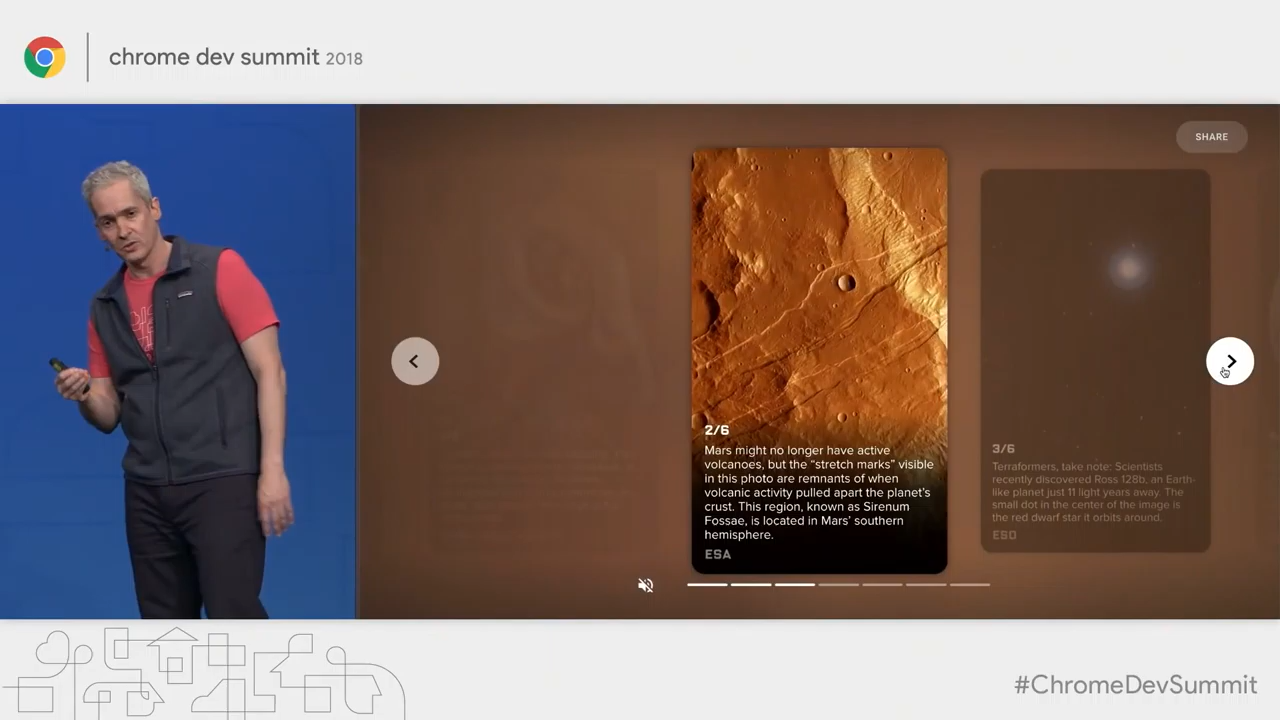 chrome dev summit 2018
SHARE
2/6
Mars might no longer have active
volcanoes, but the “stretch marks” visible
in this photo are remnants of when
volcanic activity pulled apart the planet’s
crust. This region, known as Sirenum
Fossae, is located in Mars’ southern
hemisphere.
ESA
3/6
Terraformers, take note: Scientists
recently discovered Ross 128b, an Earth-
like planet just 11 light years away. The
small dot in the center of the image is
the red dwarf star it orbits around.
ESO
#ChromeDevSummit